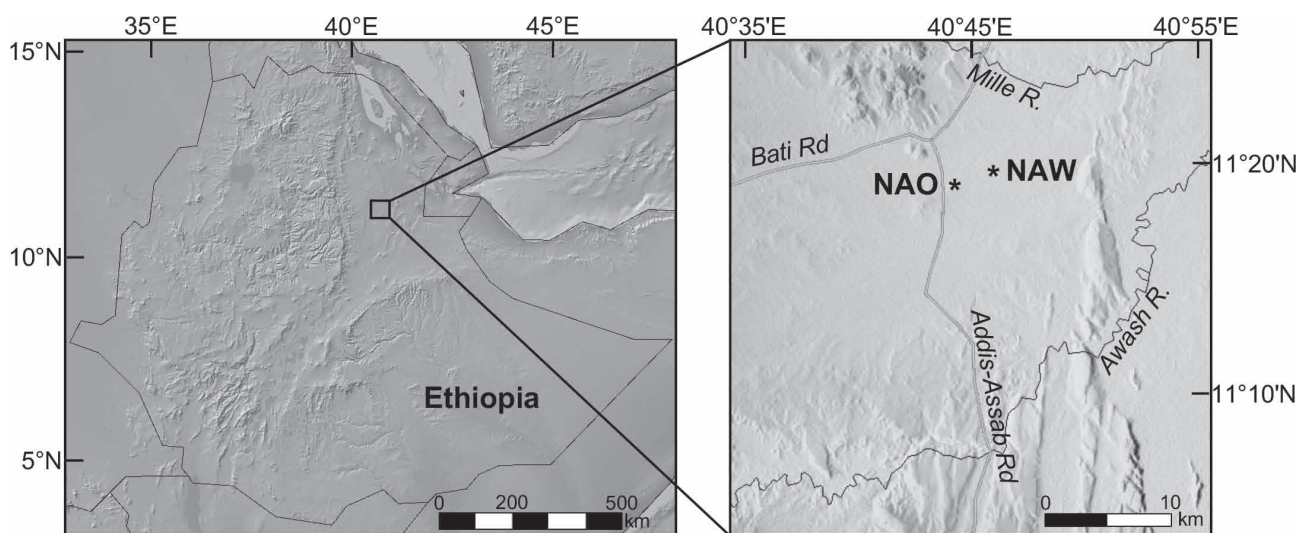 35°E 40°E 45°E
15°N
10°N
5°N
Ethiopia
0 200 500
km
40°35'E 40°45'E 40°55'E
Mille R.
Bati Rd
11°20'N
NAO * * NAW
Awash R.
Addis-Assab Rd
11°10'N
0 10
km